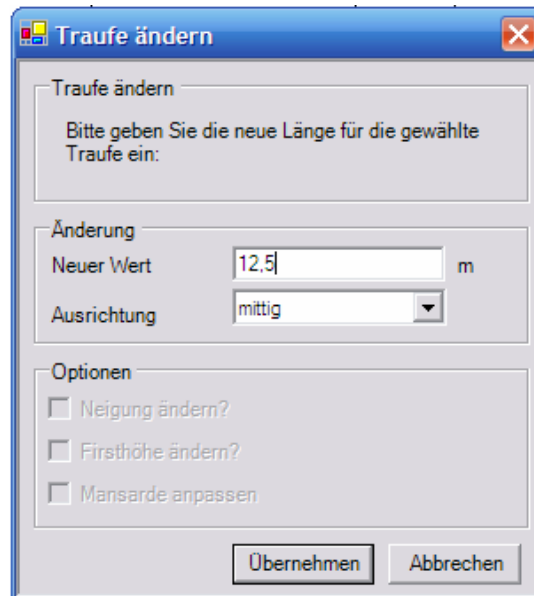 Traufe ändern
Traufe ändern
Bitte geben Sie die neue Länge für die gewählte
Traufe ein:
Änderung
Neuer Wert 12,5 m
Ausrichtung mittig
Optionen
Neigung ändern?
Firsthöhe ändern?
Mansarde anpassen
Übernehmen Abbrechen